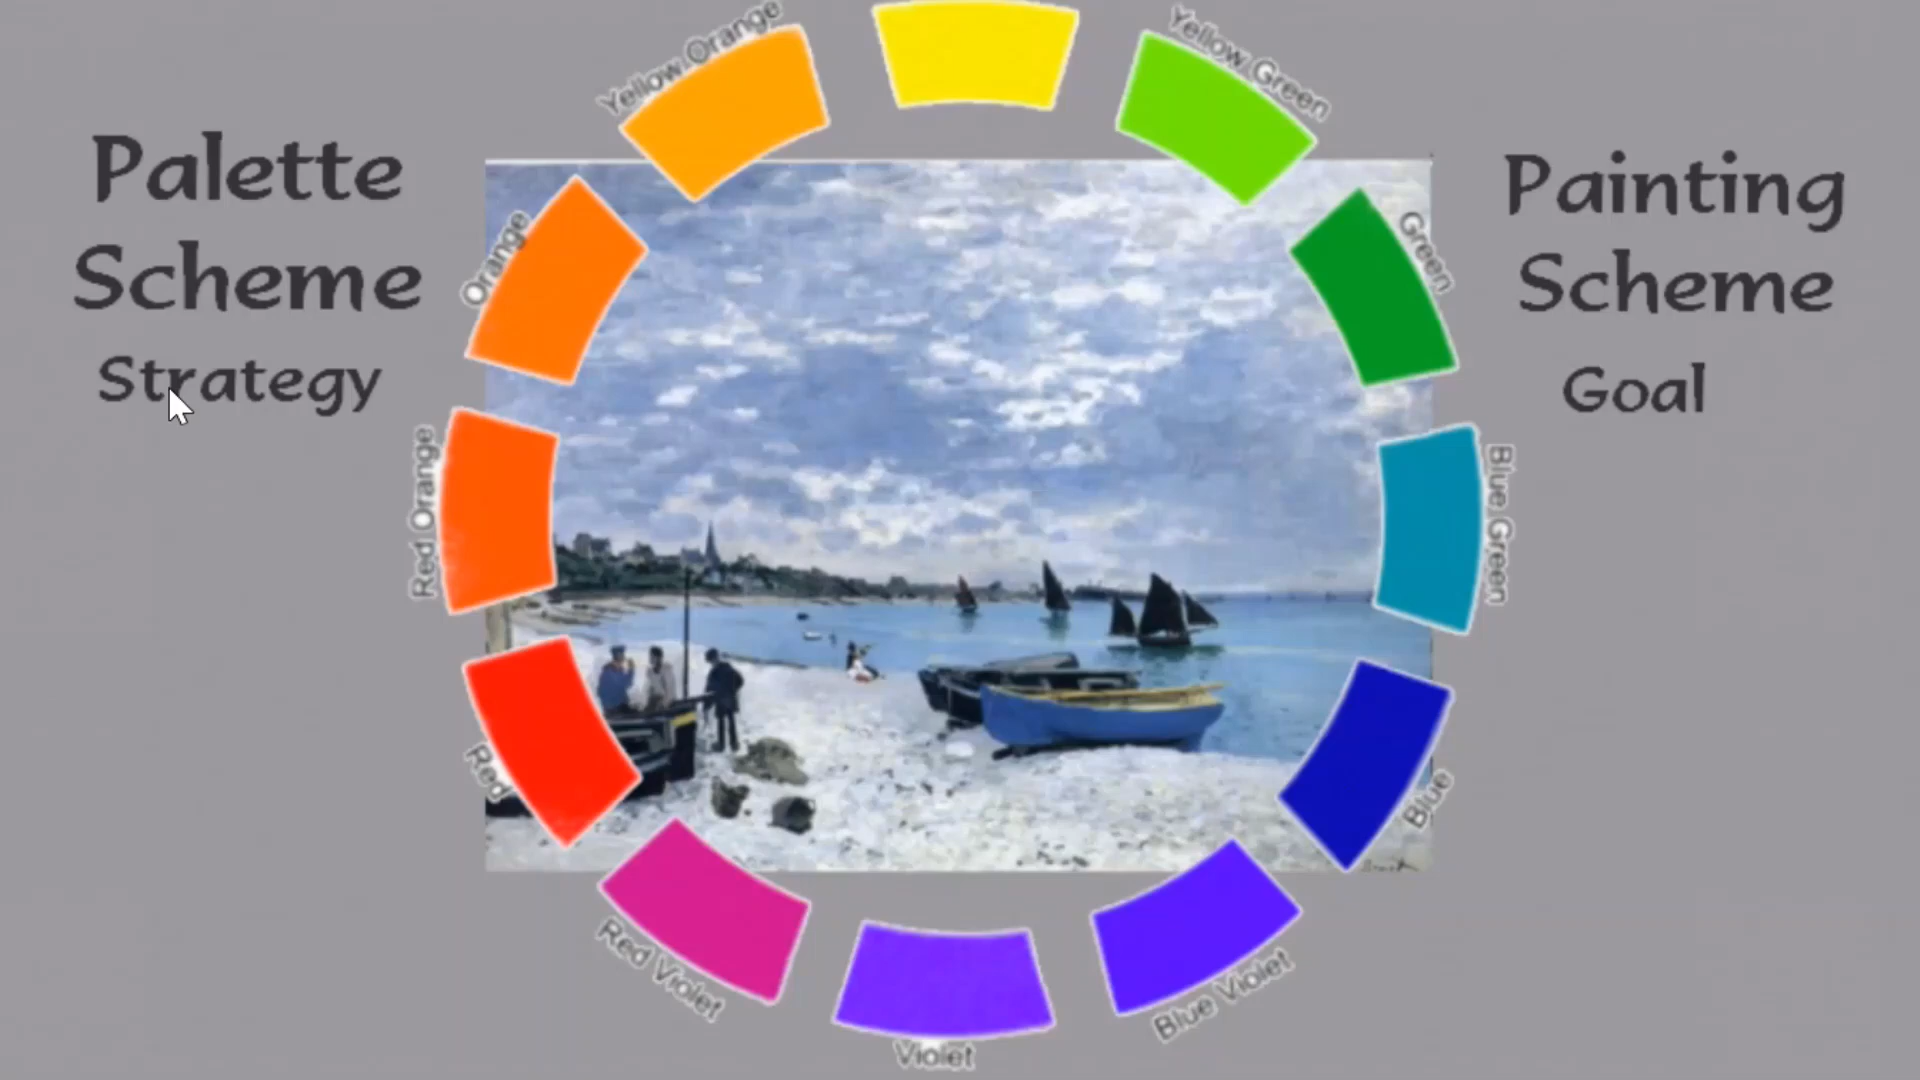 Palette
Scheme
Strategy
Painting
Scheme
Goal
Yellow Orange
Yellow Green
Orange
Green
Red Orange
Blue Green
Red
Blue
Red Violet
Blue Violet
Violet